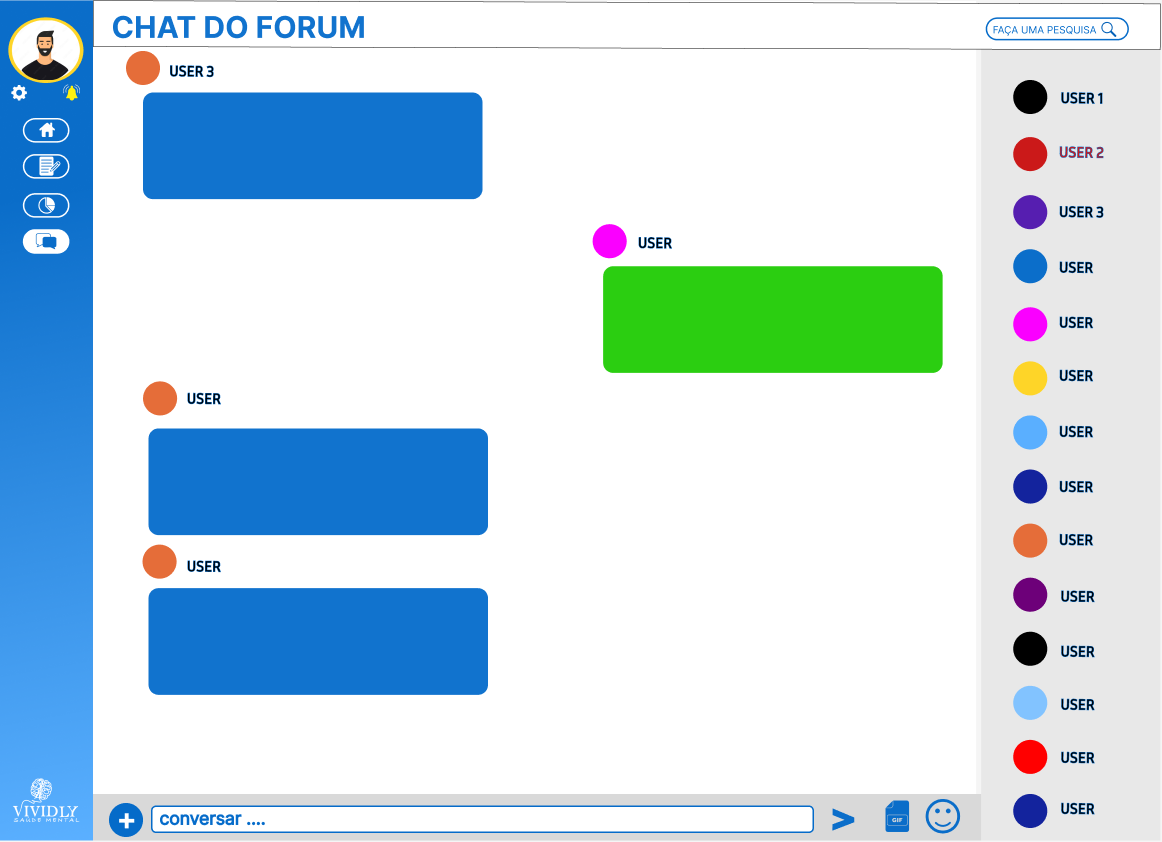 CHAT DO FORUM
FAÇA UMA PESQUISA
USER 3
USER
USER
USER
USER 1
USER 2
USER 3
USER
USER
USER
USER
USER
USER
USER
USER
USER
USER
USER
VIVIDLY
SAÚDE MENTAL
conversar ....
>
GIF